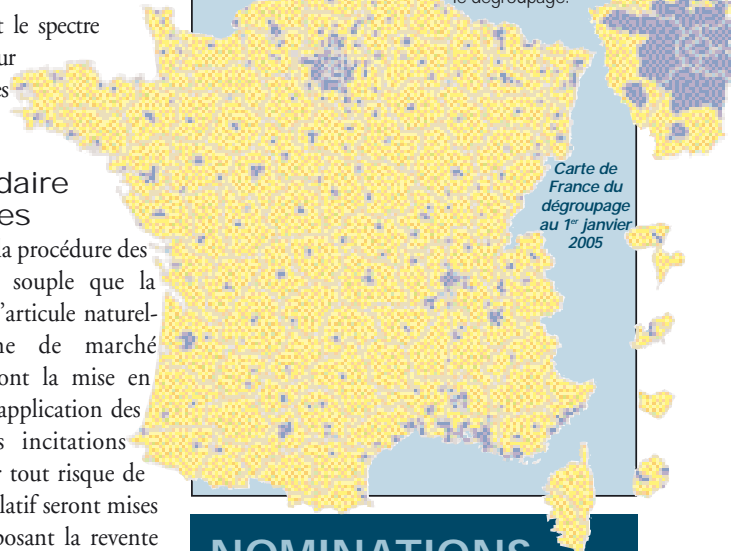 le dégroupage.
t le spectre
ur
es
daire
es
a procédure des
souple que la
'articule naturel-
ne de marché
ont la mise en
application des
s incitations
r tout risque de
latif seront mises
posant la revente
Carte de
France du
dégroupage
au 1er janvier
2005
NOMINATIONS